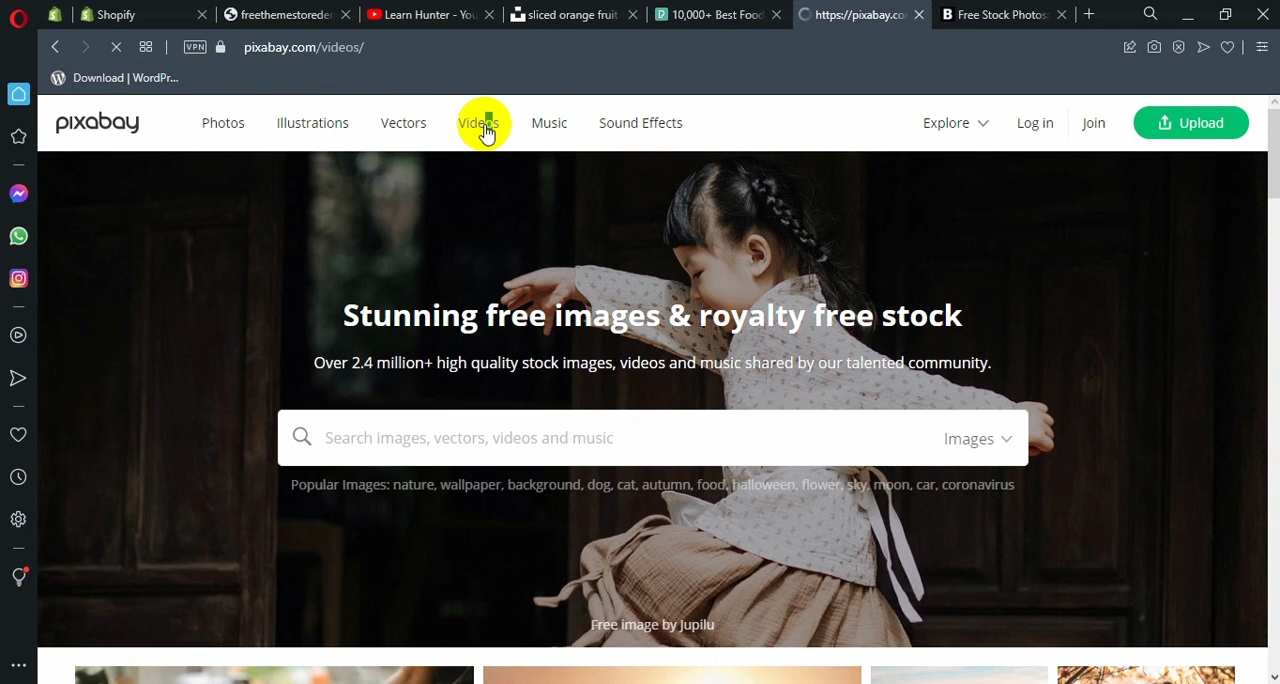 Shopify
freethemestoreder
Learn Hunter - You
sliced orange fruit
10,000+ Best Food
https://pixabay.co
Free Stock Photos
VPN
pixabay.com/videos/
Download | WordPr...
pixabay
Photos
Illustrations
Vectors
Videos
Music
Sound Effects
Explore
Log in
Join
Upload
Stunning free images & royalty free stock
Over 2.4 million+ high quality stock images, videos and music shared by our talented community.
Search images, vectors, videos and music
Images
Popular Images: nature, wallpaper, background, dog, cat, autumn, food, halloween, flower, sky, moon, car, coronavirus
Free image by Jupilu